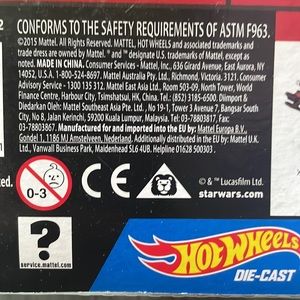 2 CONFORMS TO THE SAFETY REQUIREMENTS OF ASTM F963.
©2015 Mattel. All Rights Reserved. MATTEL, HOT WHEELS and associated trademarks and
trade dress are owned by Mattel. ® and ™ designate U.S. trademarks of Mattel, except as
noted. MADE IN CHINA. Consumer Services - Mattel, Inc., 636 Girard Avenue, East Aurora, NY
14052, U.S.A. 1-800-524-8697. Mattel Australia Pty. Ltd., Richmond, Victoria. 3121. Consumer
Advisory Service - 1300 135 312. Mattel East Asia Ltd., Room 503-09, North Tower, World
Finance Centre, Harbour City, Tsimshatsui, HK, China. Tel.: (852) 3185-6500. Diimport &
Diedarkan Oleh: Mattel Southeast Asia Pte. Ltd., No 19-1, Tower 3 Avenue 7, Bangsar South
City, No 8, Jalan Kerinchi, 59200 Kuala Lumpur, Malaysia. Tel: 03-78803817, Fax:
03-78803867. Manufactured for and imported into the EU by: Mattel Europa B.V.,
Gondel 1, 1186 MJ Amstelveen, Nederland. Additionally distributed in the EU by: Mattel U.K.
Ltd., Vanwall Business Park, Maidenhead SL6 4UB. Helpline 01628 500303.
0-3
© & ™ Lucasfilm Ltd.
starwars.com
?
service.mattel.com
HOT WHEELS
DIE-CAST